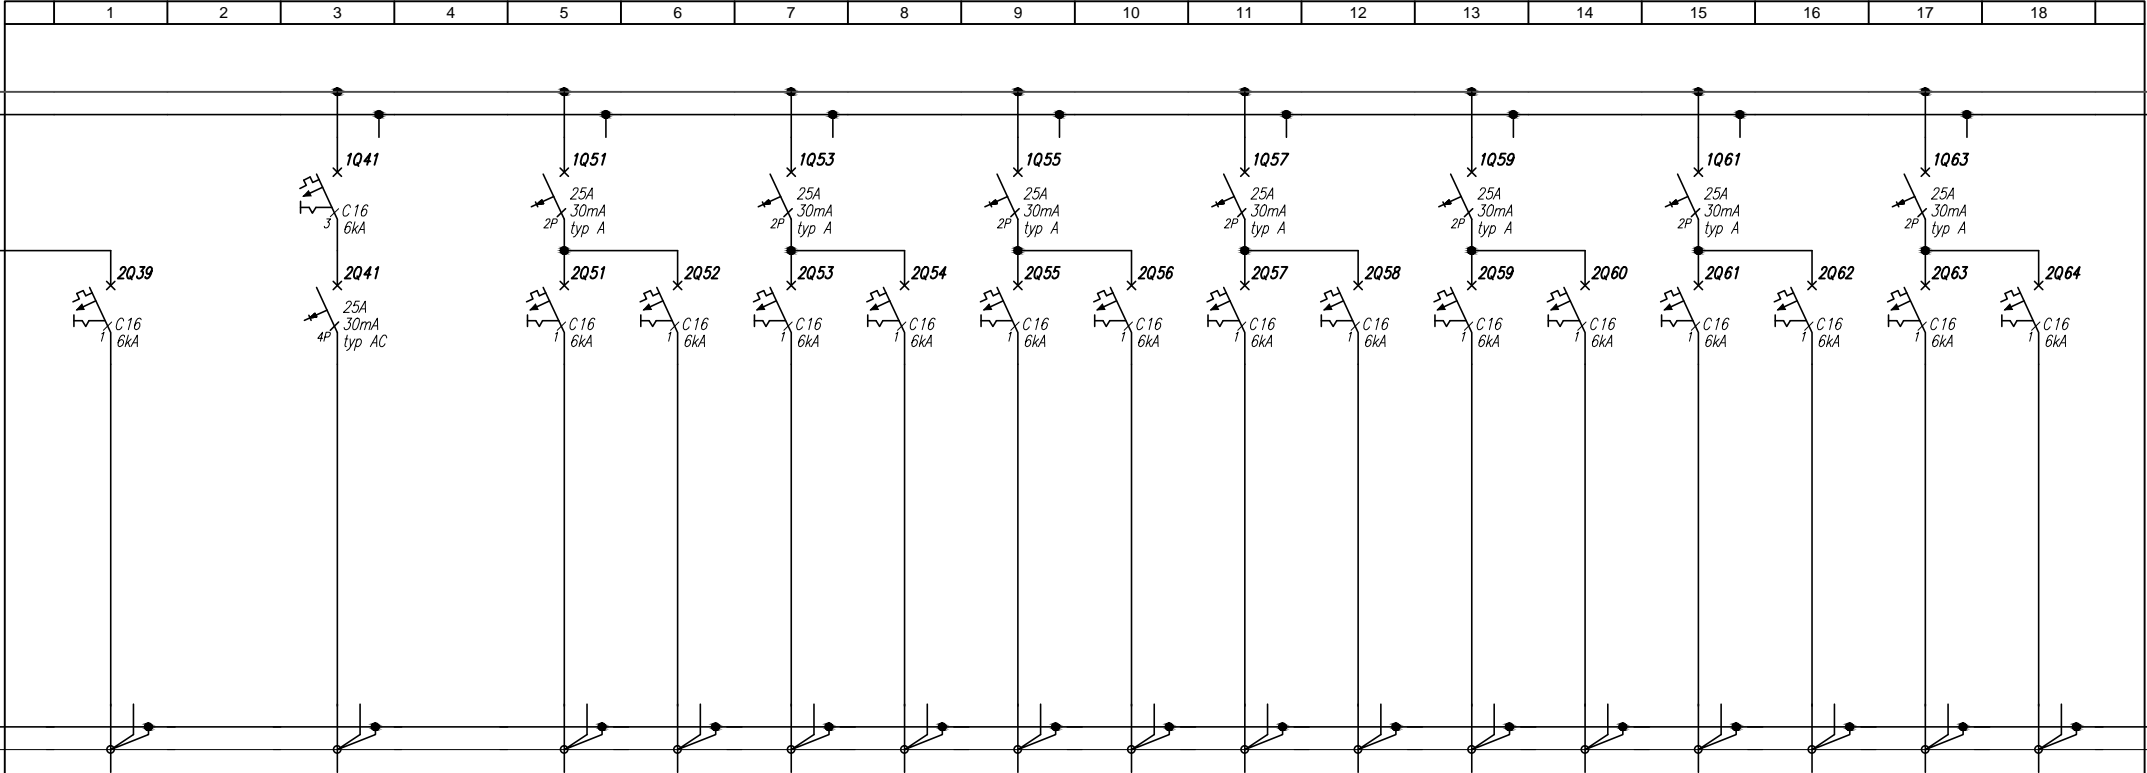 1 2 3 4 5 6 7 8 9 10 11 12 13 14 15 16 17 18
1Q41 1Q51 1Q53 1Q55 1Q57 1Q59 1Q61 1Q63
25A 25A 25A 25A 25A 25A 25A
C16 30mA 30mA 30mA 30mA 30mA 30mA 30mA
3 6kA 2P typ A 2P typ A 2P typ A 2P typ A 2P typ A 2P typ A 2P typ A
2Q39 2Q41 2Q51 2Q52 2Q53 2Q54 2Q55 2Q56 2Q57 2Q58 2Q59 2Q60 2Q61 2Q62 2Q63 2Q64
25A
C16 30mA C16 C16 C16 C16 C16 C16 C16 C16 C16 C16 C16 C16 C16 C16
1 6kA 4P typ AC 1 6kA 1 6kA 1 6kA 1 6kA 1 6kA 1 6kA 1 6kA 1 6kA 1 6kA 1 6kA 1 6kA 1 6kA 1 6kA 1 6kA